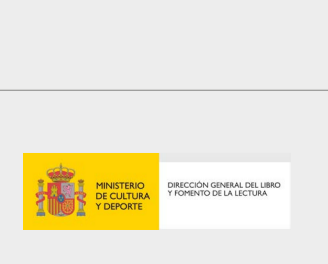 MINISTERIO
DE CULTURA
Y DEPORTE
DIRECCIÓN GENERAL DEL LIBRO
Y FOMENTO DE LA LECTURA